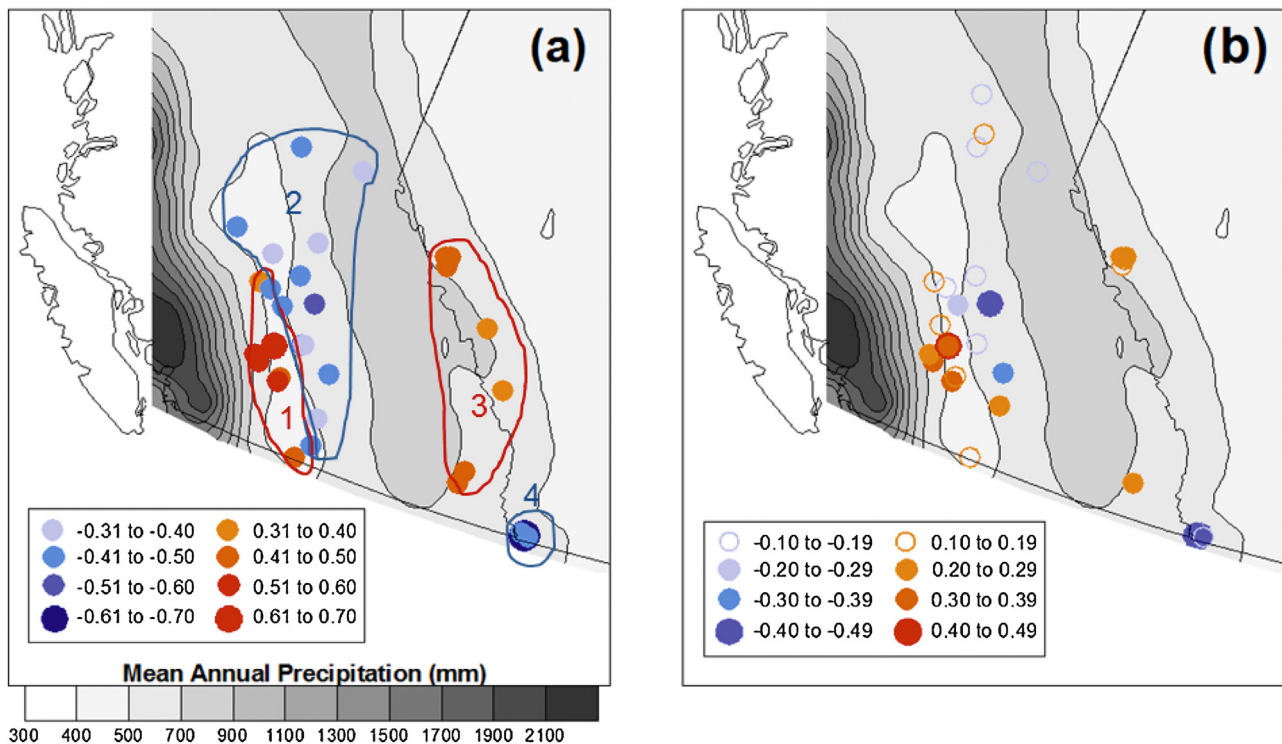 (a)
2
1
3
4
-0.31 to -0.40 0.31 to 0.40
-0.41 to -0.50 0.41 to 0.50
-0.51 to -0.60 0.51 to 0.60
-0.61 to -0.70 0.61 to 0.70
Mean Annual Precipitation (mm)
300 400 500 700 900 1100 1300 1500 1700 1900 2100
(b)
-0.10 to -0.19 0.10 to 0.19
-0.20 to -0.29 0.20 to 0.29
-0.30 to -0.39 0.30 to 0.39
-0.40 to -0.49 0.40 to 0.49